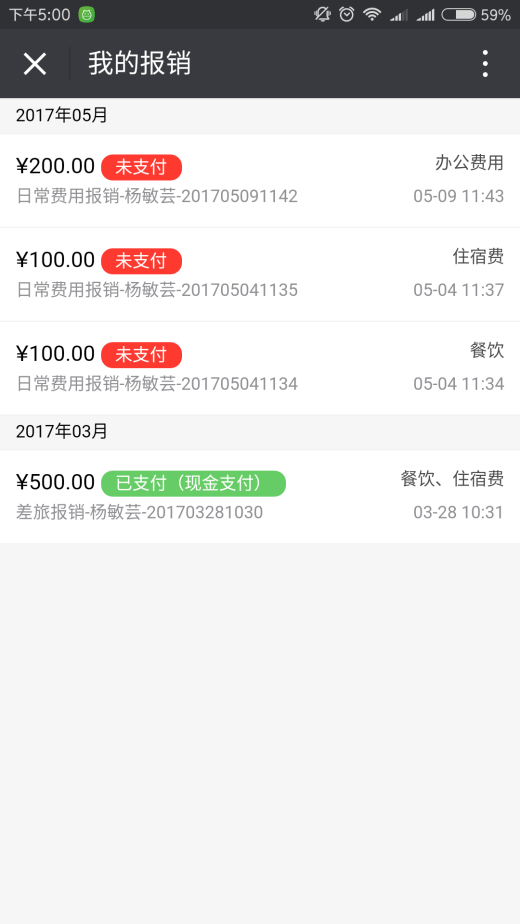 下午5:00 59%
我的报销
2017年05月
¥200.00 未支付 办公费用
日常费用报销-杨敏芸-201705091142 05-09 11:43
¥100.00 未支付 住宿费
日常费用报销-杨敏芸-201705041135 05-04 11:37
¥100.00 未支付 餐饮
日常费用报销-杨敏芸-201705041134 05-04 11:34
2017年03月
¥500.00 已支付（现金支付） 餐饮、住宿费
差旅报销-杨敏芸-201703281030 03-28 10:31